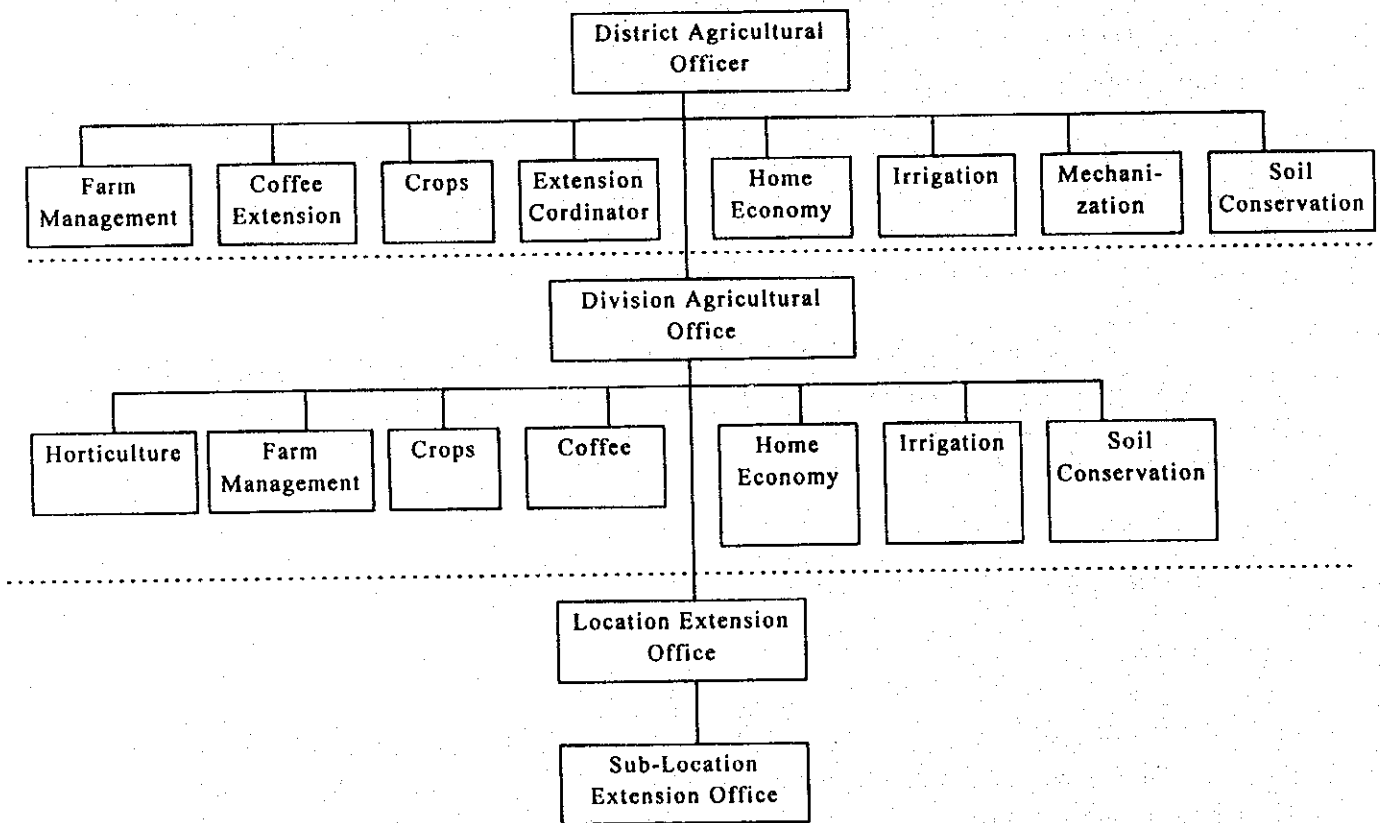 District Agricultural
Officer
Farm
Management
Coffee
Extension
Crops
Extension
Cordinator
Home
Economy
Irrigation
Mechani-
zation
Soil
Conservation
Division Agricultural
Office
Horticulture
Farm
Management
Crops
Coffee
Home
Economy
Irrigation
Soil
Conservation
Location Extension
Office
Sub-Location
Extension Office